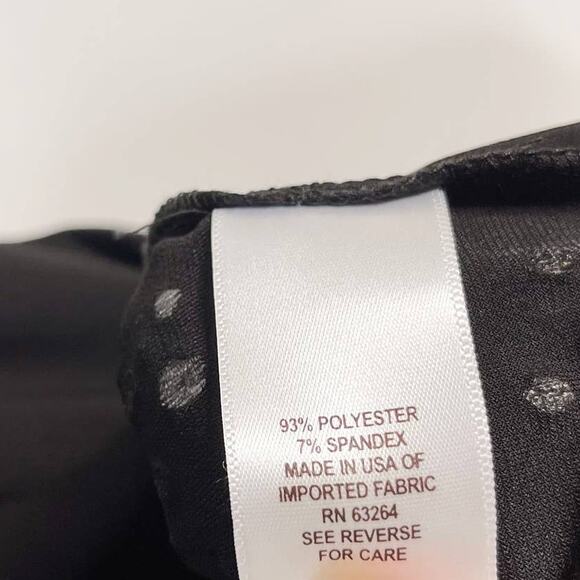 93% POLYESTER
7% SPANDEX
MADE IN USA OF
IMPORTED FABRIC
RN 63264
SEE REVERSE
FOR CARE